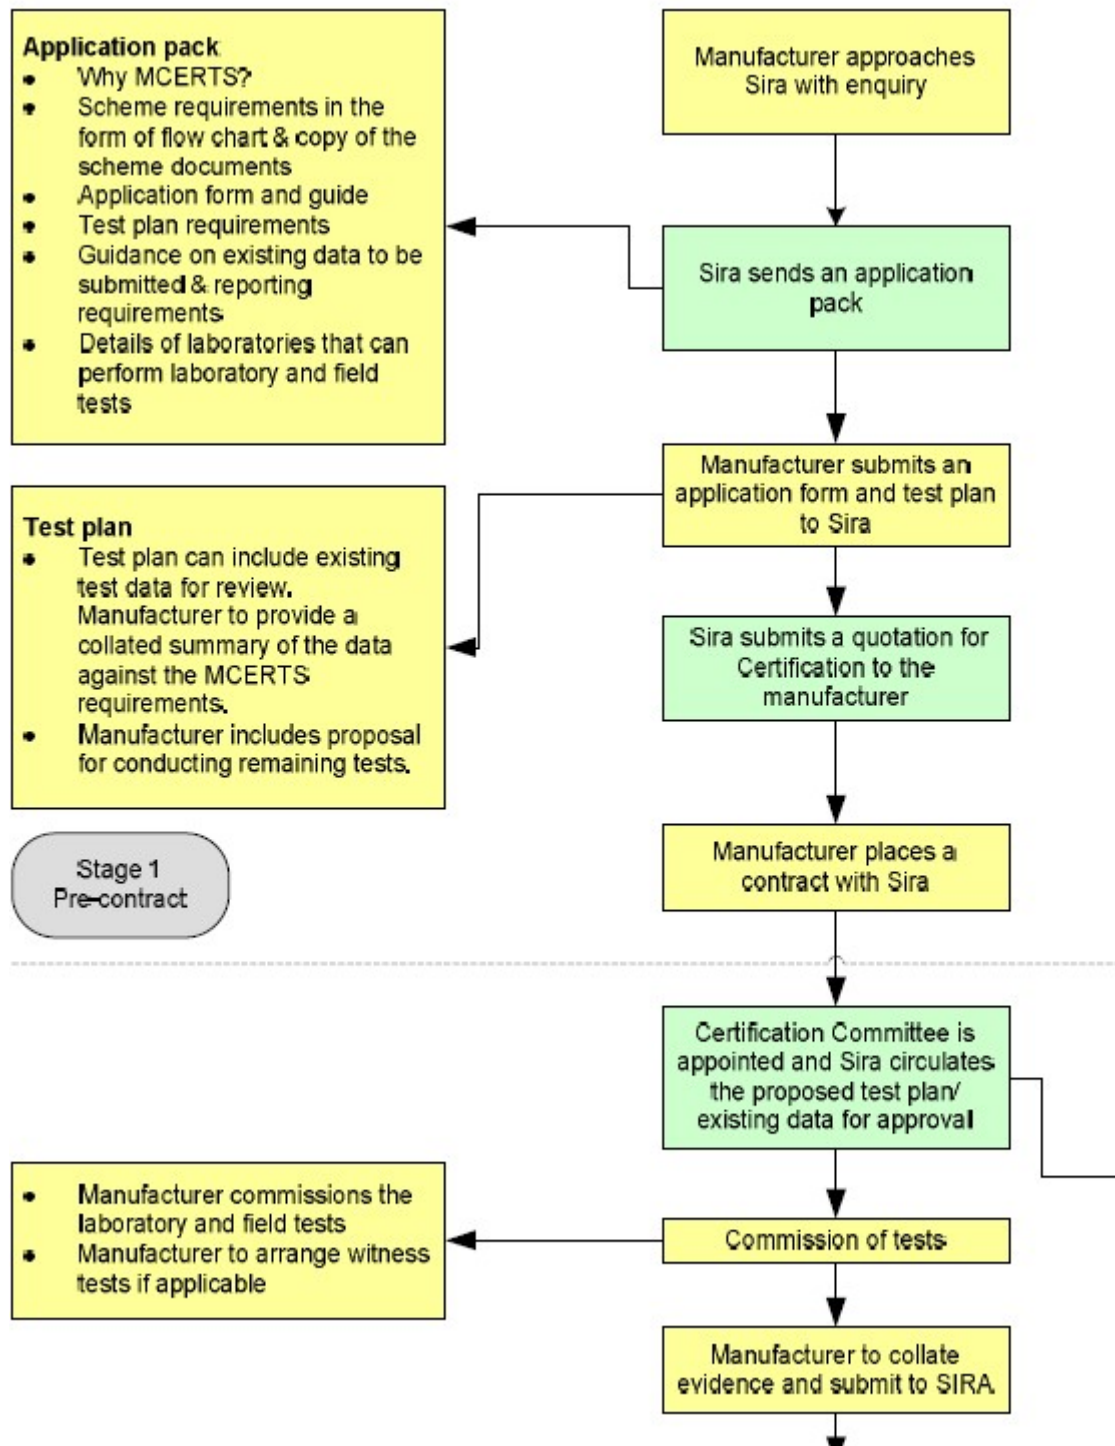 Application pack
• Why MCERTS?
• Scheme requirements in the
form of flow chart & copy of the
scheme documents
• Application form and guide
• Test plan requirements
• Guidance on existing data to be
submitted & reporting
requirements
• Details of laboratories that can
perform laboratory and field
tests
Manufacturer approaches
Sira with enquiry
Sira sends an application
pack
Manufacturer submits an
application form and test plan
to Sira
Test plan
• Test plan can include existing
test data for review.
Manufacturer to provide a
collated summary of the data
against the MCERTS
requirements.
• Manufacturer includes proposal
for conducting remaining tests.
Sira submits a quotation for
Certification to the
manufacturer
Manufacturer places a
contract with Sira
Stage 1
Pre-contract
Certification Committee is
appointed and Sira circulates
the proposed test plan/
existing data for approval
• Manufacturer commissions the
laboratory and field tests
• Manufacturer to arrange witness
tests if applicable
Commission of tests
Manufacturer to collate
evidence and submit to SIRA.